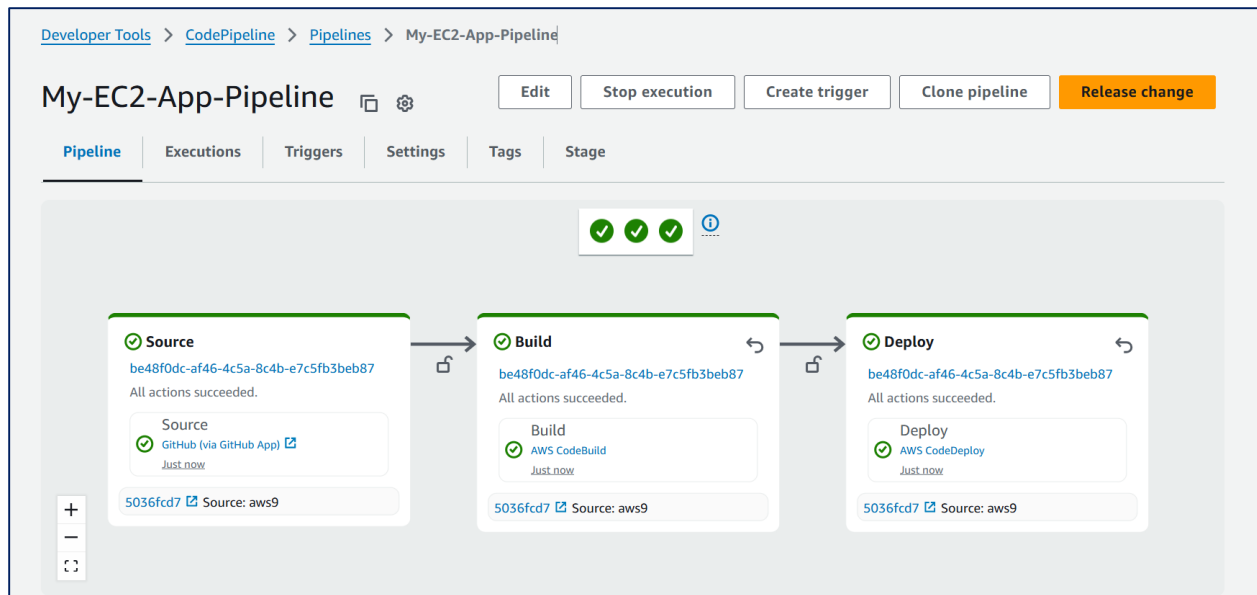 Developer Tools > CodePipeline > Pipelines > My-EC2-App-Pipeline
My-EC2-App-Pipeline
Edit
Stop execution
Create trigger
Clone pipeline
Release change
Pipeline
Executions
Triggers
Settings
Tags
Stage
Source
be48f0dc-af46-4c5a-8c4b-e7c5fb3beb87
All actions succeeded.
Source
GitHub (via GitHub App)
Just now
5036fcd7 Source: aws9
Build
be48f0dc-af46-4c5a-8c4b-e7c5fb3beb87
All actions succeeded.
Build
AWS CodeBuild
Just now
5036fcd7 Source: aws9
Deploy
be48f0dc-af46-4c5a-8c4b-e7c5fb3beb87
All actions succeeded.
Deploy
AWS CodeDeploy
Just now
5036fcd7 Source: aws9